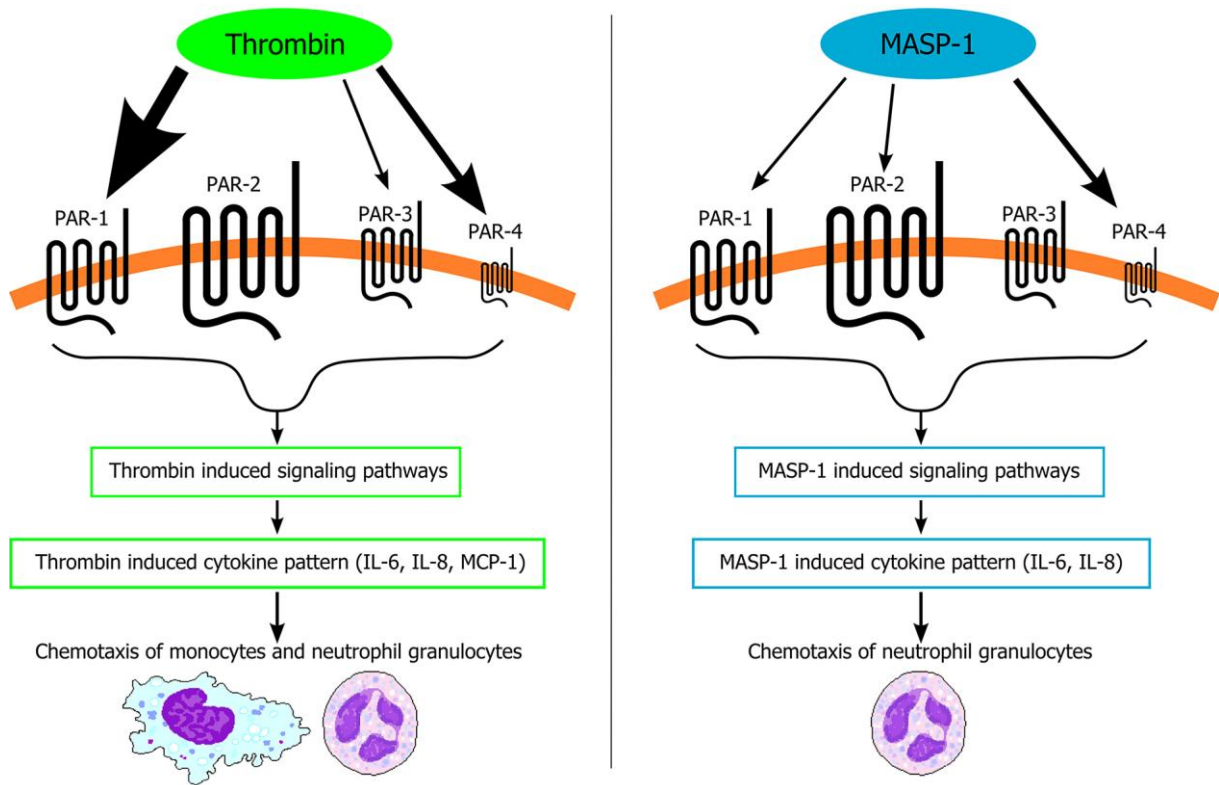 Thrombin
PAR-1
PAR-2
PAR-3
PAR-4
Thrombin induced signaling pathways
Thrombin induced cytokine pattern (IL-6, IL-8, MCP-1)
Chemotaxis of monocytes and neutrophil granulocytes
MASP-1
PAR-1
PAR-2
PAR-3
PAR-4
MASP-1 induced signaling pathways
MASP-1 induced cytokine pattern (IL-6, IL-8)
Chemotaxis of neutrophil granulocytes